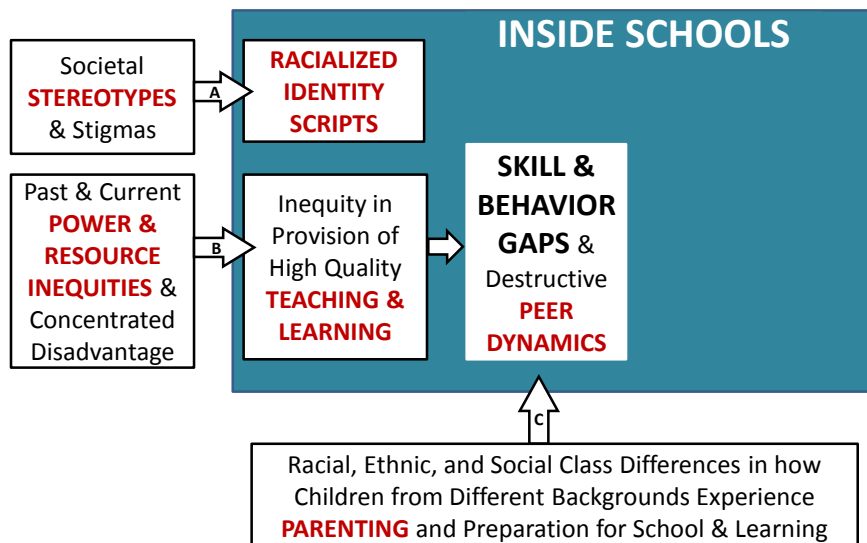 INSIDE SCHOOLS
Societal
STEREOTYPES
& Stigmas
A
RACIALIZED
IDENTITY
SCRIPTS
Past & Current
POWER &
RESOURCE
INEQUITIES &
Concentrated
Disadvantage
B
Inequity in
Provision of
High Quality
TEACHING &
LEARNING
SKILL &
BEHAVIOR
GAPS &
Destructive
PEER
DYNAMICS
C
Racial, Ethnic, and Social Class Differences in how
Children from Different Backgrounds Experience
PARENTING and Preparation for School & Learning